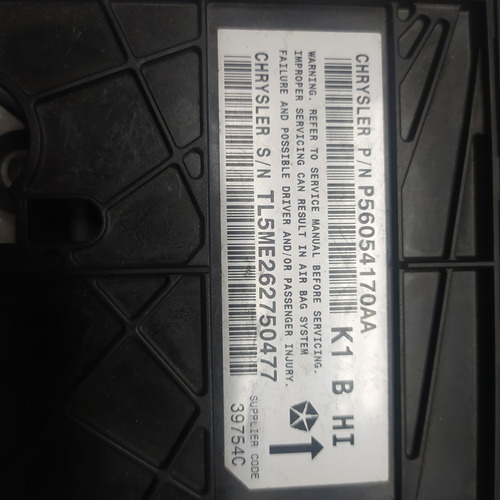 CHRYSLER P/N P56054170AA
K1 B HI
WARNING. REFER TO SERVICE MANUAL BEFORE SERVICING.
IMPROPER SERVICING CAN RESULT IN AIR BAG SYSTEM
FAILURE AND POSSIBLE DRIVER AND/OR PASSENGER INJURY.
CHRYSLER S/N TL5ME262750477
SUPPLIER CODE
39754C